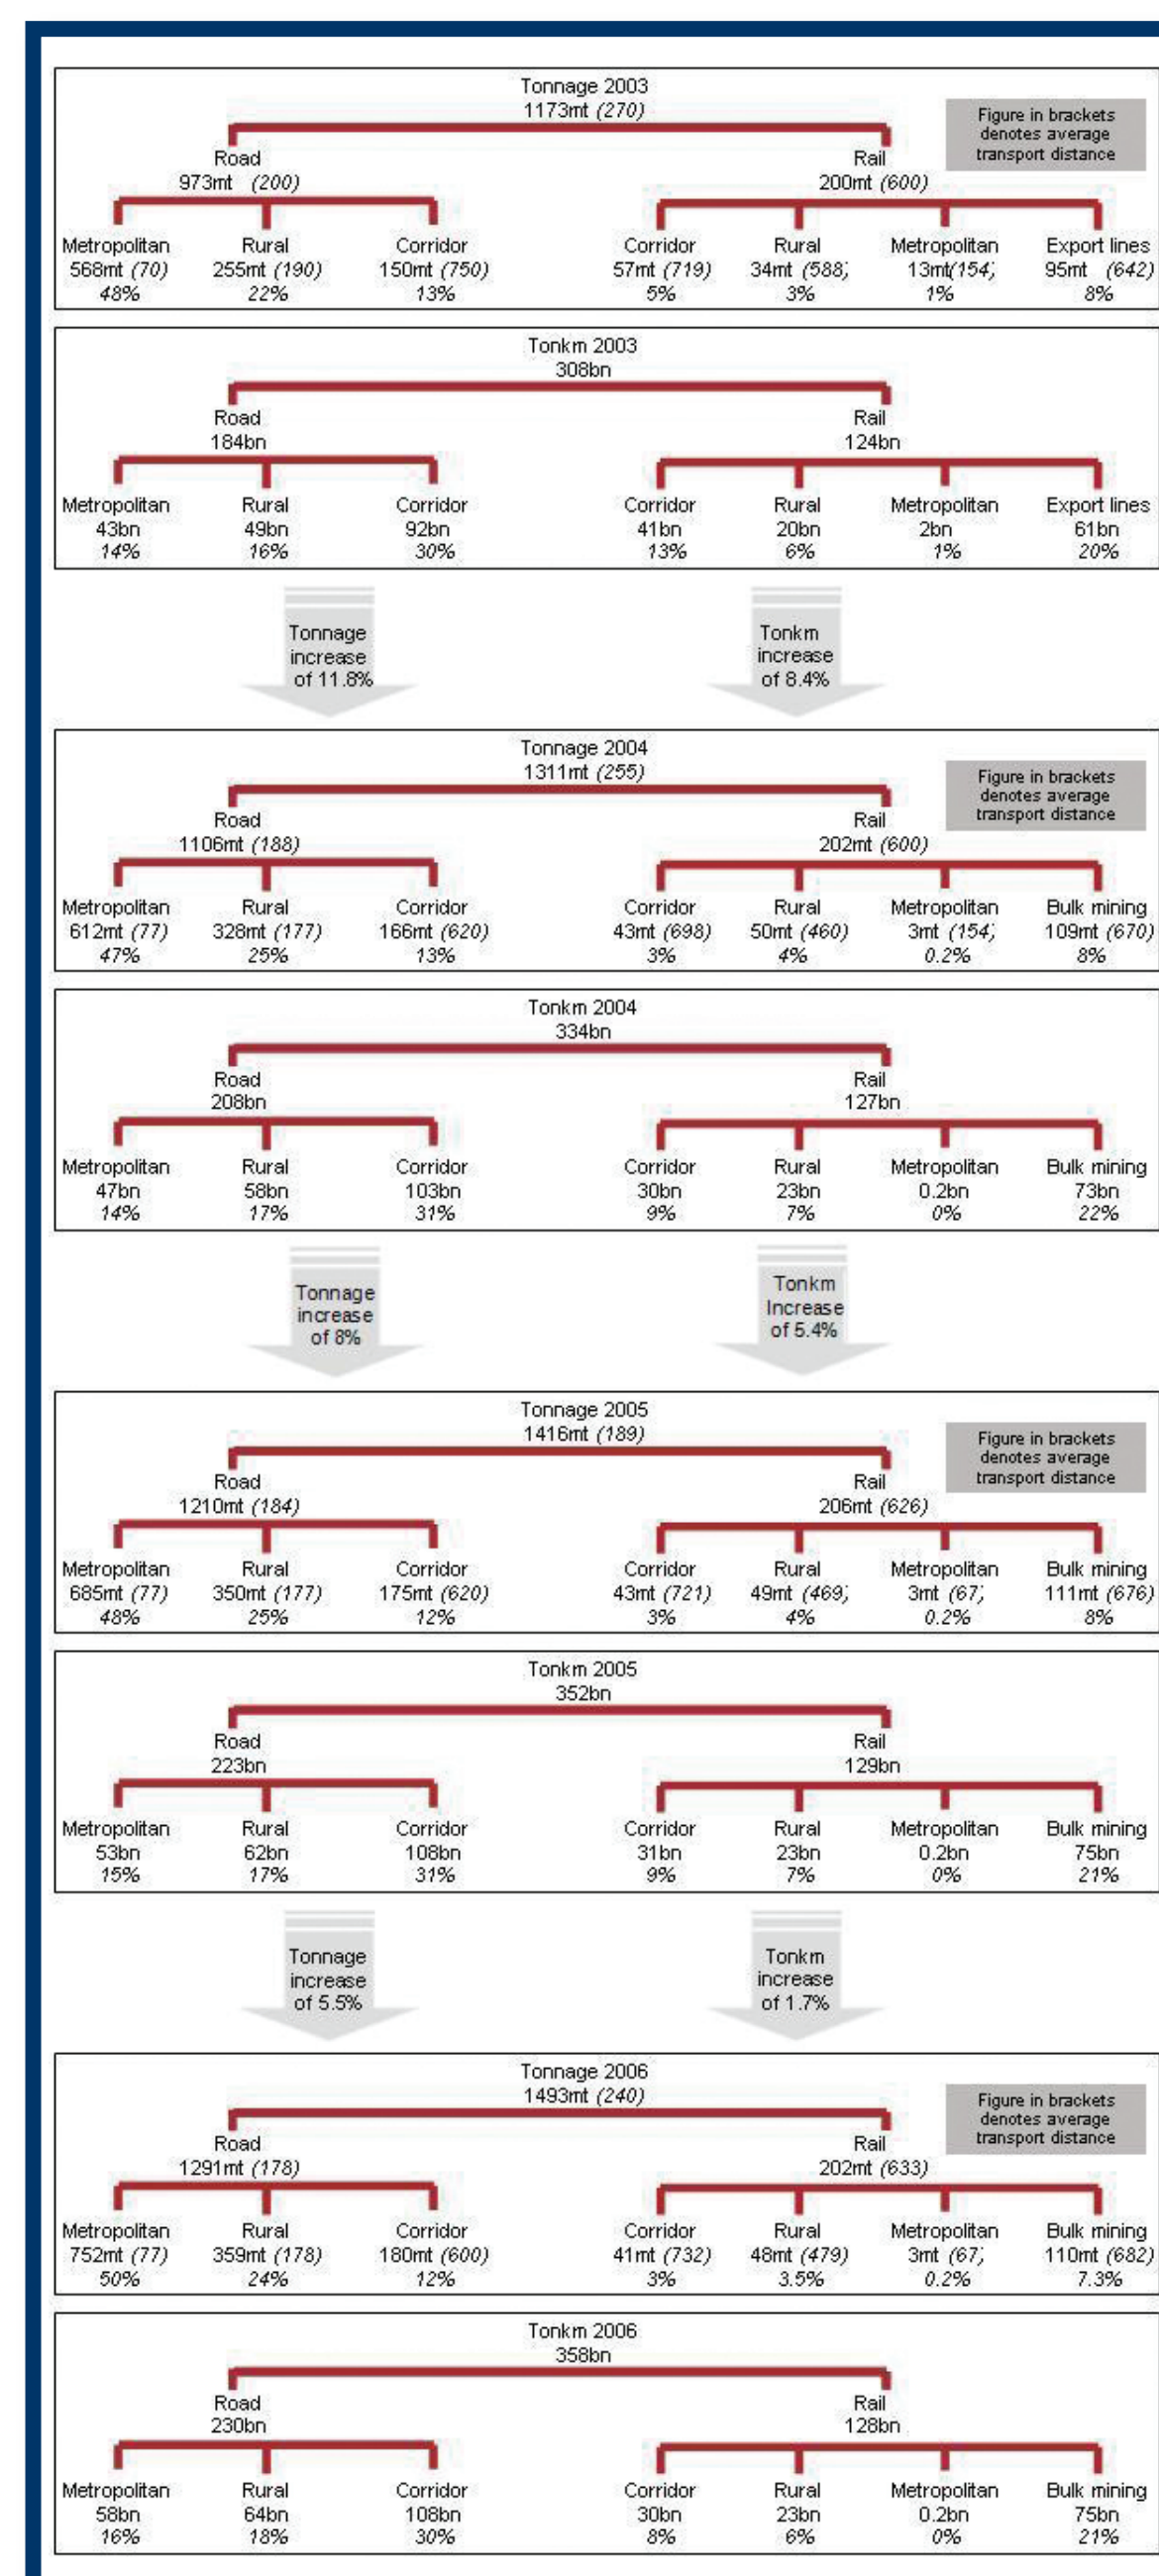 Tonnage 2003
1173mt (270)
Figure in brackets
denotes average
transport distance
Road
973mt (200)
Rail
200mt (600)
Metropolitan
568mt (70)
48%
Rural
255mt (190)
22%
Corridor
150mt (750)
13%
Corridor
57mt (719)
5%
Rural
34mt (588)
3%
Metropolitan
13mt(154)
1%
Export lines
95mt (642)
8%
Tonkm 2003
308bn
Road
184bn
Rail
124bn
Metropolitan
43bn
14%
Rural
49bn
16%
Corridor
92bn
30%
Corridor
41bn
13%
Rural
20bn
6%
Metropolitan
2bn
1%
Export lines
61bn
20%
Tonnage
increase
of 11.8%
Tonkm
increase
of 8.4%
Tonnage 2004
1311mt (255)
Figure in brackets
denotes average
transport distance
Road
1106mt (188)
Rail
202mt (600)
Metropolitan
612mt (77)
47%
Rural
328mt (177)
25%
Corridor
166mt (620)
13%
Corridor
43mt (698)
3%
Rural
50mt (460)
4%
Metropolitan
3mt (154)
0.2%
Bulk mining
109mt (670)
8%
Tonkm 2004
334bn
Road
208bn
Rail
127bn
Metropolitan
47bn
14%
Rural
58bn
17%
Corridor
103bn
31%
Corridor
30bn
9%
Rural
23bn
7%
Metropolitan
0.2bn
0%
Bulk mining
73bn
22%
Tonnage
increase
of 8%
Tonkm
Increase
of 5.4%
Tonnage 2005
1416mt (189)
Figure in brackets
denotes average
transport distance
Road
1210mt (184)
Rail
206mt (626)
Metropolitan
685mt (77)
48%
Rural
350mt (177)
25%
Corridor
175mt (620)
12%
Corridor
43mt (721)
3%
Rural
49mt (469)
4%
Metropolitan
3mt (67)
0.2%
Bulk mining
111mt (676)
8%
Tonkm 2005
352bn
Road
223bn
Rail
129bn
Metropolitan
53bn
15%
Rural
62bn
17%
Corridor
108bn
31%
Corridor
31bn
9%
Rural
23bn
7%
Metropolitan
0.2bn
0%
Bulk mining
75bn
21%
Tonnage
increase
of 5.5%
Tonkm
increase
of 1.7%
Tonnage 2006
1493mt (240)
Figure in brackets
denotes average
transport distance
Road
1291mt (178)
Rail
202mt (633)
Metropolitan
752mt (77)
50%
Rural
359mt (178)
24%
Corridor
180mt (600)
12%
Corridor
41mt (732)
3%
Rural
48mt (479)
3.5%
Metropolitan
3mt (67)
0.2%
Bulk mining
110mt (682)
7.3%
Tonkm 2006
358bn
Road
230bn
Rail
128bn
Metropolitan
58bn
16%
Rural
64bn
18%
Corridor
108bn
30%
Corridor
30bn
8%
Rural
23bn
6%
Metropolitan
0.2bn
0%
Bulk mining
75bn
21%